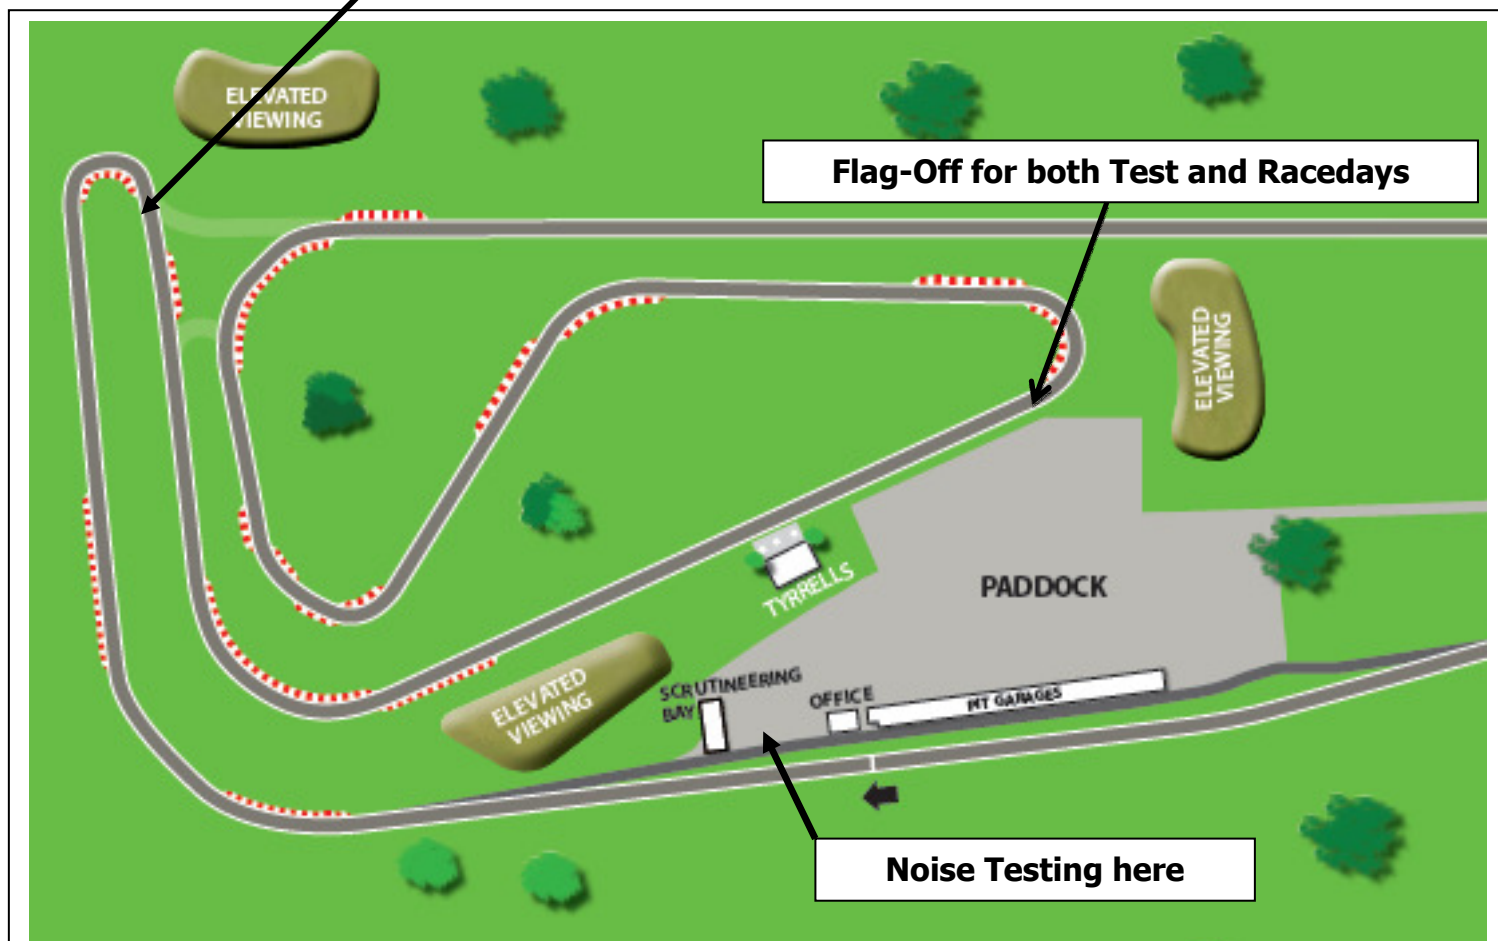 ELEVATED
VIEWING
Flag-Off for both Test and Racedays
ELEVATED
VIEWING
TYRRELLS
PADDOCK
ELEVATED
VIEWING
SCRUTINEERING
BAY
OFFICE
PIT GARAGES
Noise Testing here